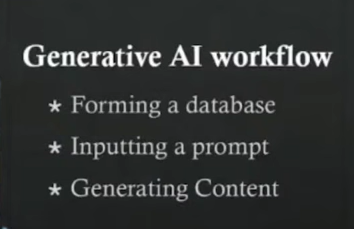 Generative AI workflow
* Forming a database
* Inputting a prompt
* Generating Content